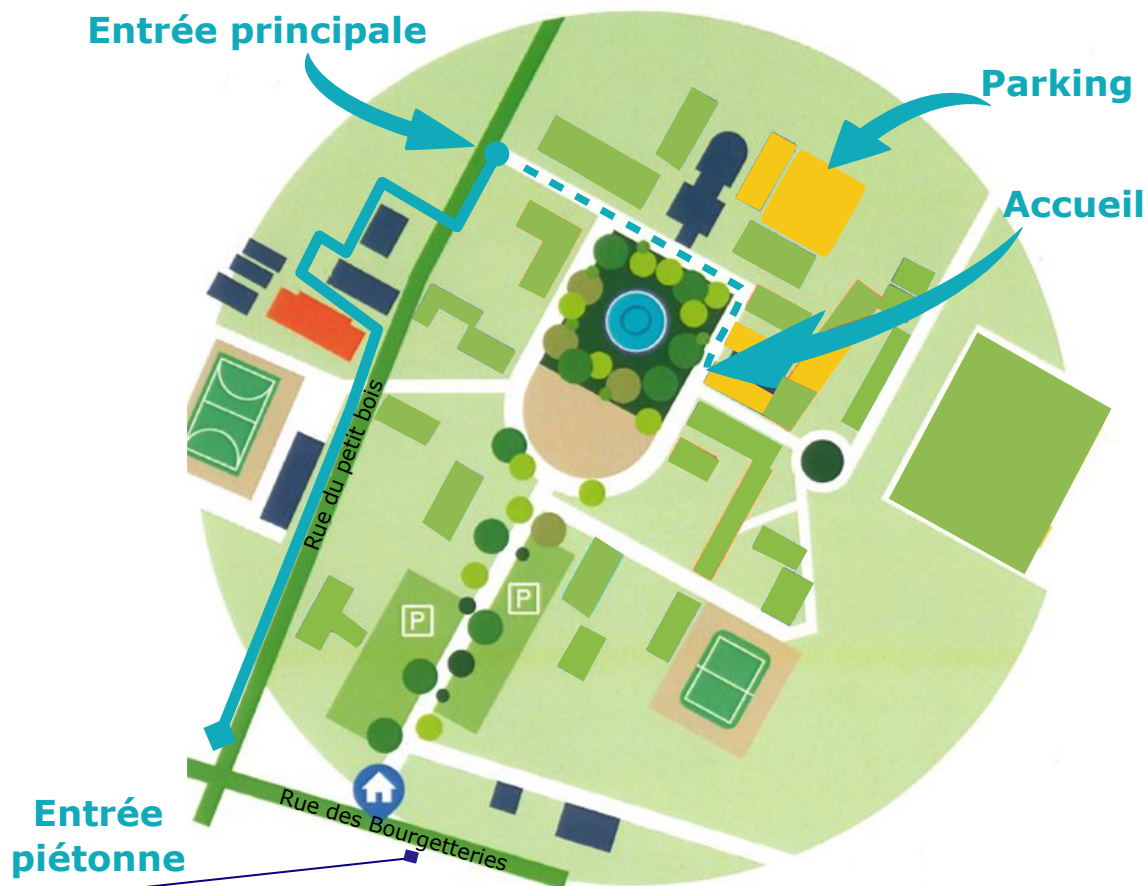 Entrée principale
Parking
Accueil
Rue du petit bois
P
P
Rue des Bourgetteries
Entrée
piétonne